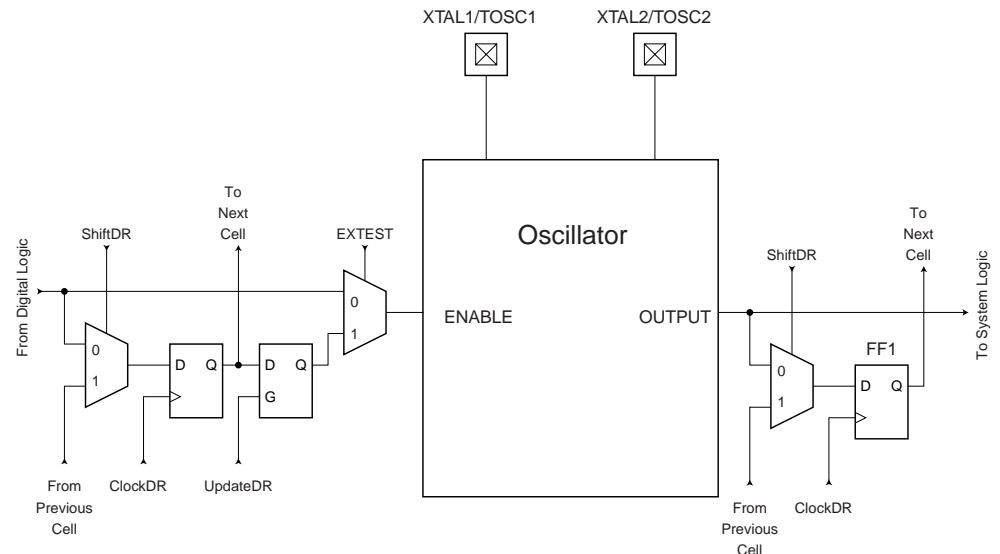 XTAL1/TOSC1
XTAL2/TOSC2
To
Next
Cell
ShiftDR
EXTEST
From Digital Logic
0
1
0
1
D Q
D Q
G
From
Previous
Cell
ClockDR
UpdateDR
Oscillator
ENABLE
OUTPUT
To
Next
Cell
ShiftDR
To System Logic
FF1
0
1
D Q
From
Previous
Cell
ClockDR